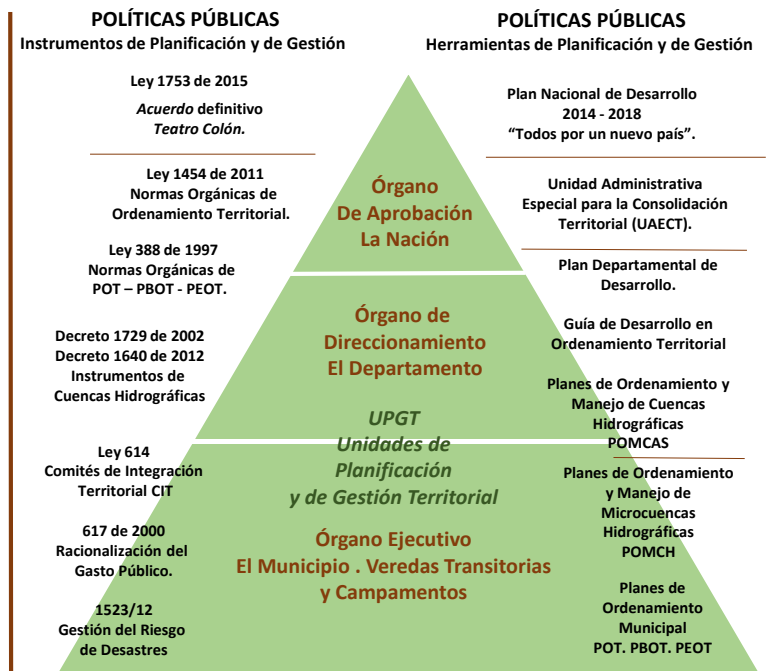 POLÍTICAS PÚBLICAS
Instrumentos de Planificación y de Gestión
Ley 1753 de 2015
Acuerdo definitivo
Teatro Colón.
Ley 1454 de 2011
Normas Orgánicas de
Ordenamiento Territorial.
Ley 388 de 1997
Normas Orgánicas de
POT – PBOT - PEOT.
Decreto 1729 de 2002
Decreto 1640 de 2012
Instrumentos de
Cuencas Hidrográficas
Ley 614
Comités de Integración
Territorial CIT
617 de 2000
Racionalización del
Gasto Público.
1523/12
Gestión del Riesgo
de Desastres
Órgano
De Aprobación
La Nación
Órgano de
Direccionamiento
El Departamento
UPGT
Unidades de
Planificación
y de Gestión Territorial
Órgano Ejecutivo
El Municipio . Veredas Transitorias
y Campamentos
POLÍTICAS PÚBLICAS
Herramientas de Planificación y de Gestión
Plan Nacional de Desarrollo
2014 - 2018
“Todos por un nuevo país”.
Unidad Administrativa
Especial para la Consolidación
Territorial (UAECT).
Plan Departamental de
Desarrollo.
Guía de Desarrollo en
Ordenamiento Territorial
Planes de Ordenamiento y
Manejo de Cuencas
Hidrográficas
POMCAS
Planes de Ordenamiento
y Manejo de
Microcuencas
Hidrográficas
POMCH
Planes de
Ordenamiento
Municipal
POT. PBOT. PEOT